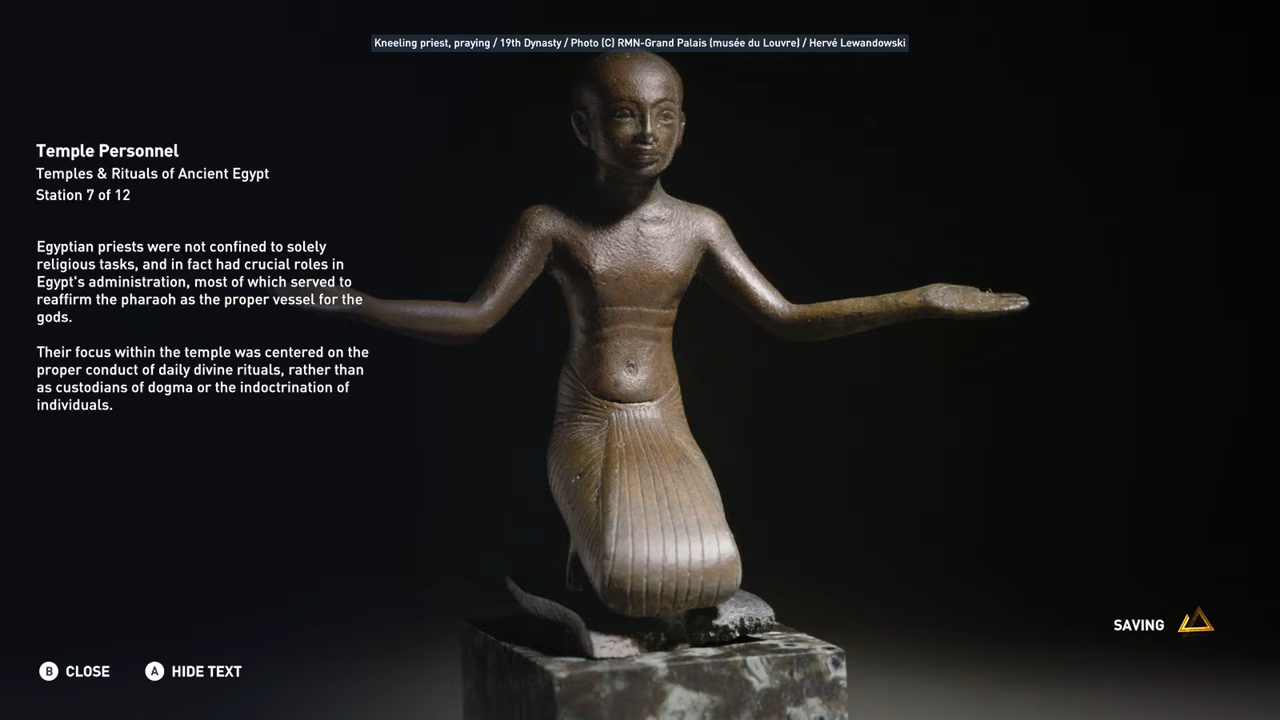 Kneeling priest, praying / 19th Dynasty / Photo (C) RMN-Grand Palais (musée du Louvre) / Hervé Lewandowski
Temple Personnel
Temples & Rituals of Ancient Egypt
Station 7 of 12
Egyptian priests were not confined to solely
religious tasks, and in fact had crucial roles in
Egypt's administration, most of which served to
reaffirm the pharaoh as the proper vessel for the
gods.
Their focus within the temple was centered on the
proper conduct of daily divine rituals, rather than
as custodians of dogma or the indoctrination of
individuals.
SAVING
B CLOSE A HIDE TEXT